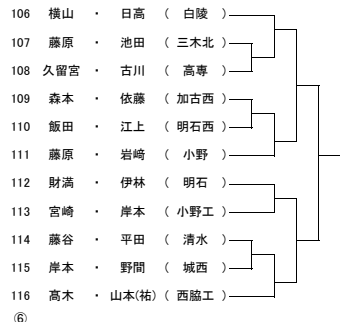 106 横山 ・ 日高 ( 白陵 )
107 藤原 ・ 池田 ( 三木北 )
108 久留宮 ・ 古川 ( 高専 )
109 森本 ・ 依藤 ( 加古西 )
110 飯田 ・ 江上 ( 明石西 )
111 藤原 ・ 岩﨑 ( 小野 )
112 財満 ・ 伊林 ( 明石 )
113 宮崎 ・ 岸本 ( 小野工 )
114 藤谷 ・ 平田 ( 清水 )
115 岸本 ・ 野間 ( 城西 )
116 髙木 ・ 山本(祐) ( 西脇工 )
⑥